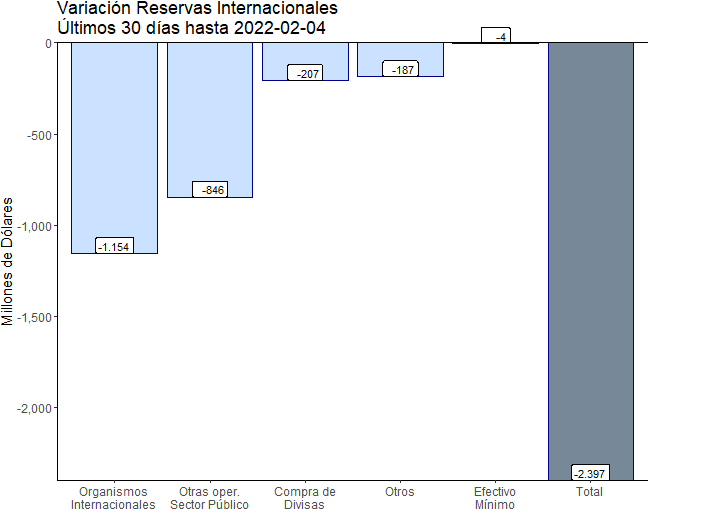 Variación Reservas Internacionales
Últimos 30 días hasta 2022-02-04
Millones de Dólares
0
-500
-1,000
-1,500
-2,000
-1.154
-846
-207
-187
-4
-2.397
Organismos
Internacionales
Otras oper.
Sector Público
Compra de
Divisas
Otros
Efectivo
Mínimo
Total